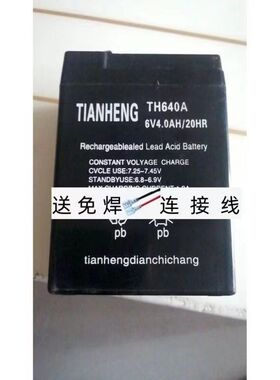 TIANHENG TH640A
6V4.0AH/20HR
Rechargeablealed Lead Acid Battery
CONSTANT VOLTAGE CHARGE
CYCLE USE:7.25-7.45V
STANDBYUSE:6.8-6.9V
送免焊 连接线
pb pb
tianhengdianchichang